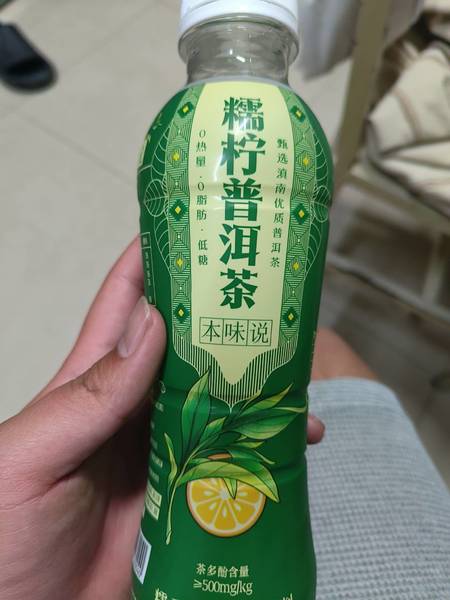 糯柠普洱茶
甄选滇南优质普洱茶
0热量·0脂肪·低糖
本味说
茶多酚含量
≥500mg/kg